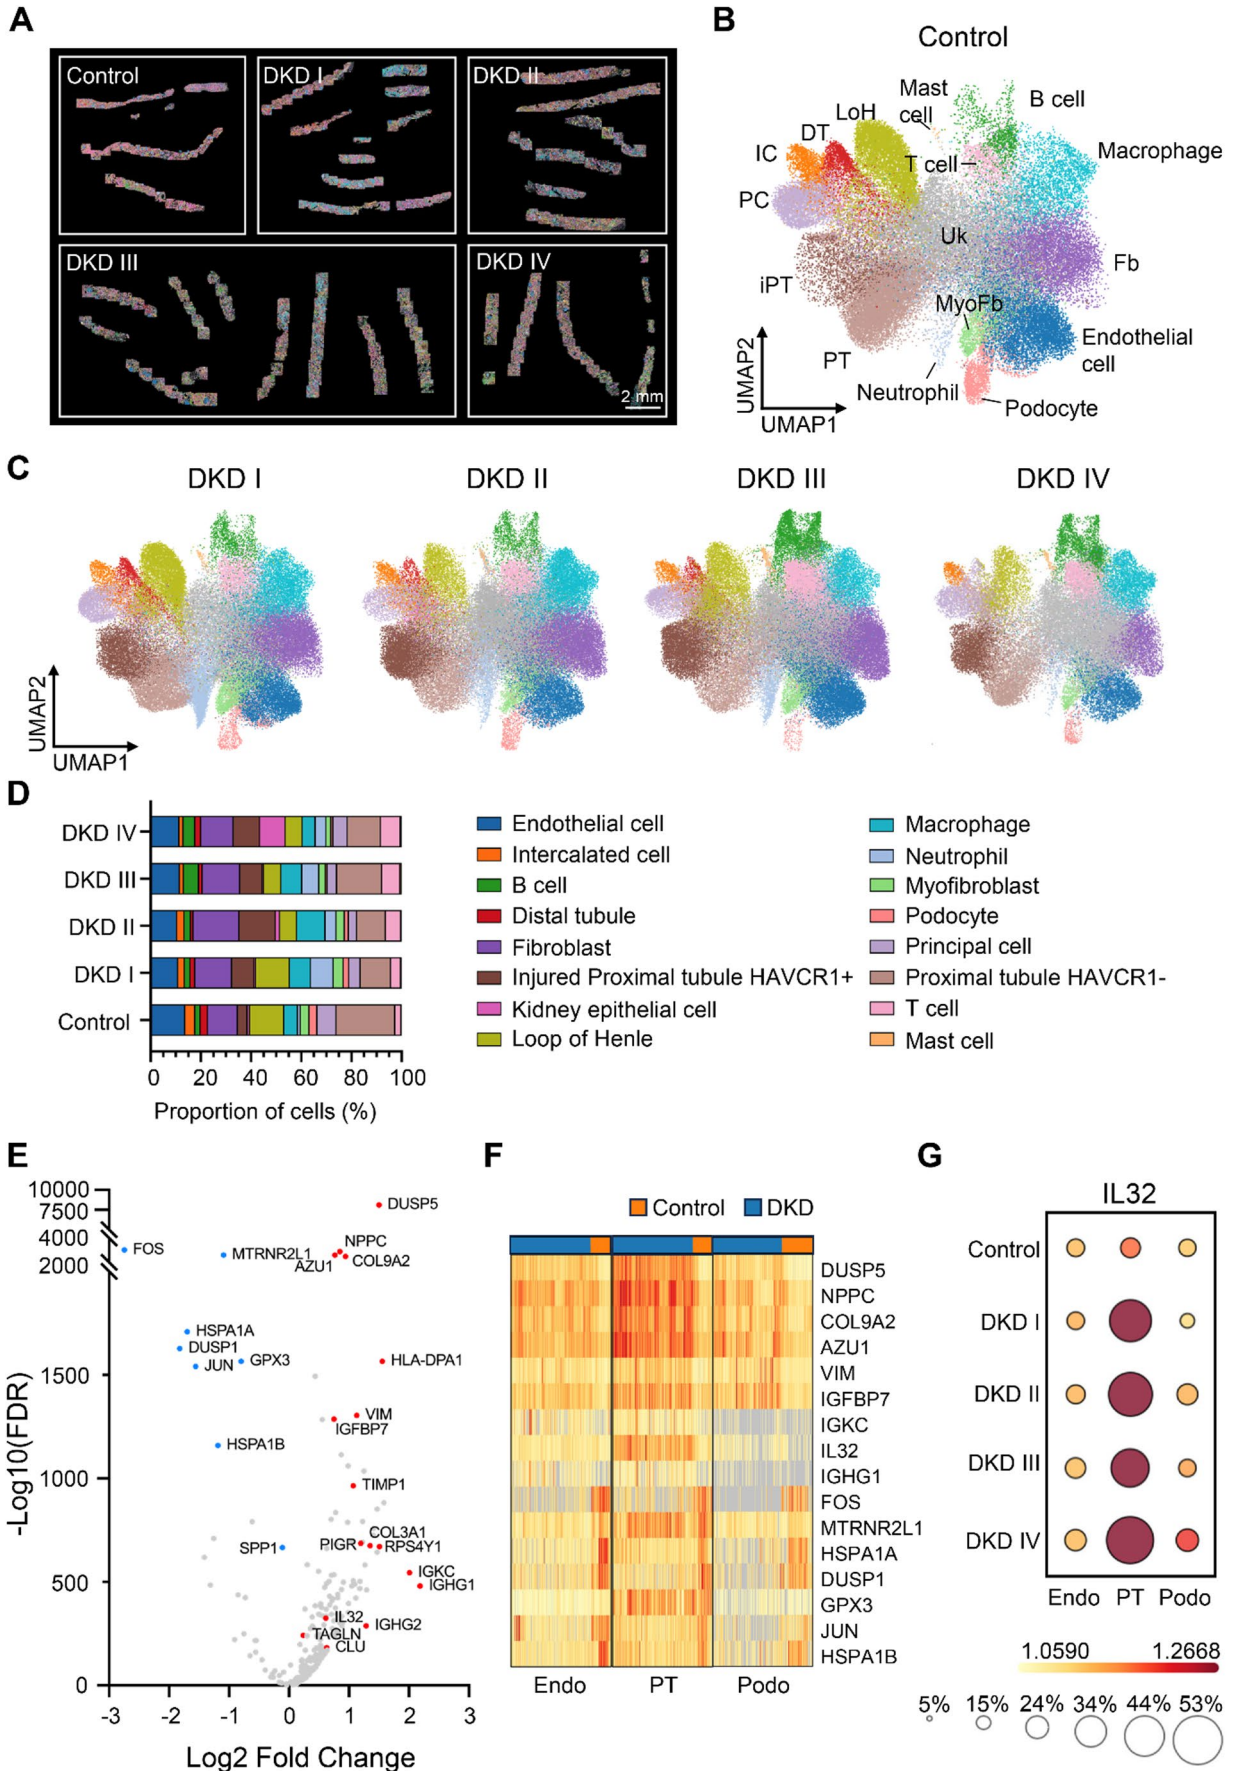 A
Control
DKD I
DKD II
DKD III
DKD IV
2 mm
B
Control
Mast
cell
B cell
LoH
DT
IC
T cell
Macrophage
PC
Uk
Fb
iPT
MyoFb
Endothelial
cell
PT
Neutrophil
Podocyte
UMAP2
UMAP1
C
DKD I
DKD II
DKD III
DKD IV
UMAP2
UMAP1
D
DKD IV
DKD III
DKD II
DKD I
Control
0 20 40 60 80 100
Proportion of cells (%)
Endothelial cell
Intercalated cell
B cell
Distal tubule
Fibroblast
Injured Proximal tubule HAVCR1+
Kidney epithelial cell
Loop of Henle
Macrophage
Neutrophil
Myofibroblast
Podocyte
Principal cell
Proximal tubule HAVCR1-
T cell
Mast cell
E
10000
7500
4000
2000
1500
1000
500
0
-Log10(FDR)
DUSP5
FOS
MTRNR2L1
NPPC
AZU1
COL9A2
HSPA1A
DUSP1
JUN
GPX3
HLA-DPA1
VIM
IGFBP7
HSPA1B
TIMP1
SPP1
PIGR
COL3A1
RPS4Y1
IGKC
IGHG1
IL32
IGHG2
TAGLN
CLU
-3 -2 -1 0 1 2 3
Log2 Fold Change
F
Control DKD
DUSP5
NPPC
COL9A2
AZU1
VIM
IGFBP7
IGKC
IL32
IGHG1
FOS
MTRNR2L1
HSPA1A
DUSP1
GPX3
JUN
HSPA1B
Endo PT Podo
G
IL32
Control
DKD I
DKD II
DKD III
DKD IV
Endo PT Podo
1.0590 1.2668
5% 15% 24% 34% 44% 53%